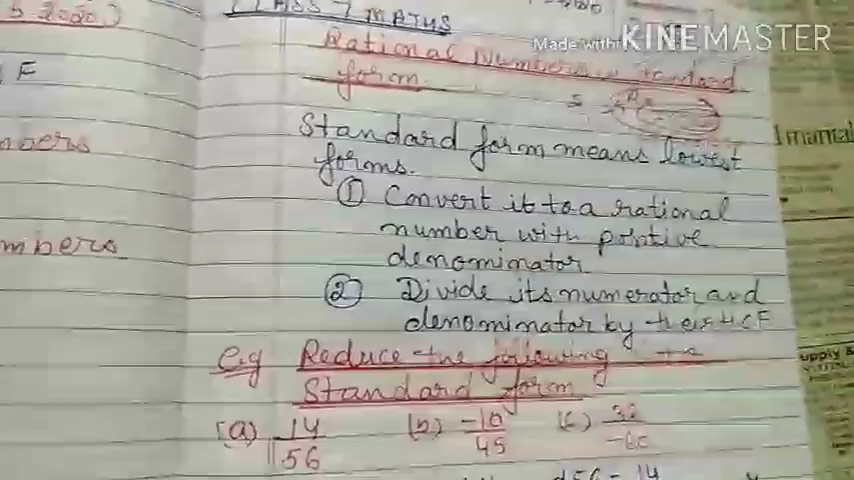 CLASS 7 MATHS
Made with KINEMASTER
Rational Numbers in Standard
form
F
Standard form means lowest
forms.
① Convert it to a rational
number with positive
denominator
② Divide its numerator and
denominator by their HCF
e.g Reduce the following to
Standard form
(a) 14/56 (b) -10/45 (c)